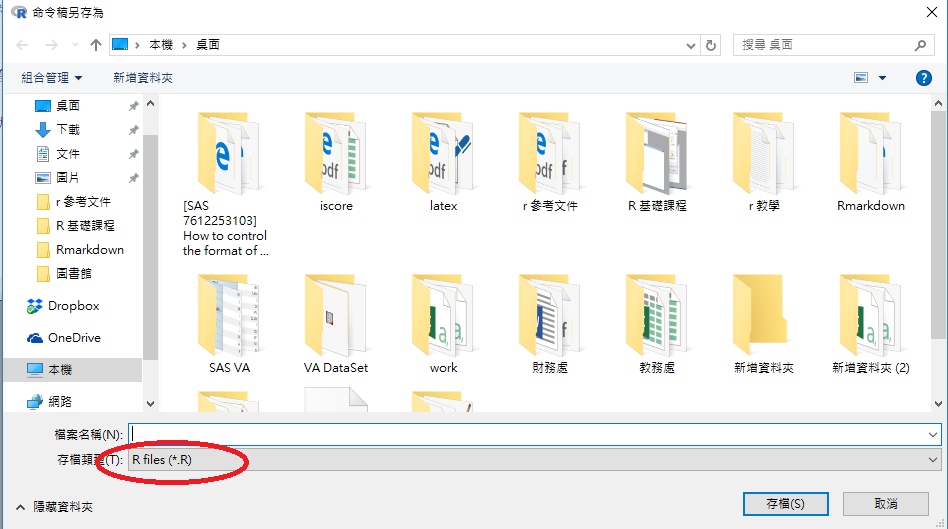 命令稿另存為
本機
桌面
搜尋 桌面
組合管理
新增資料夾
桌面
下載
文件
圖片
r 參考文件
R 基礎課程
Rmarkdown
圖書館
Dropbox
OneDrive
本機
網路
[SAS
7612253103]
How to control
the format of ...
iscore
latex
r 參考文件
R 基礎課程
r 教學
Rmarkdown
SAS VA
VA DataSet
work
財務處
教務處
新增資料夾
新增資料夾 (2)
檔案名稱(N):
存檔類型(T):
R files (*.R)
隱藏資料夾
存檔(S)
取消